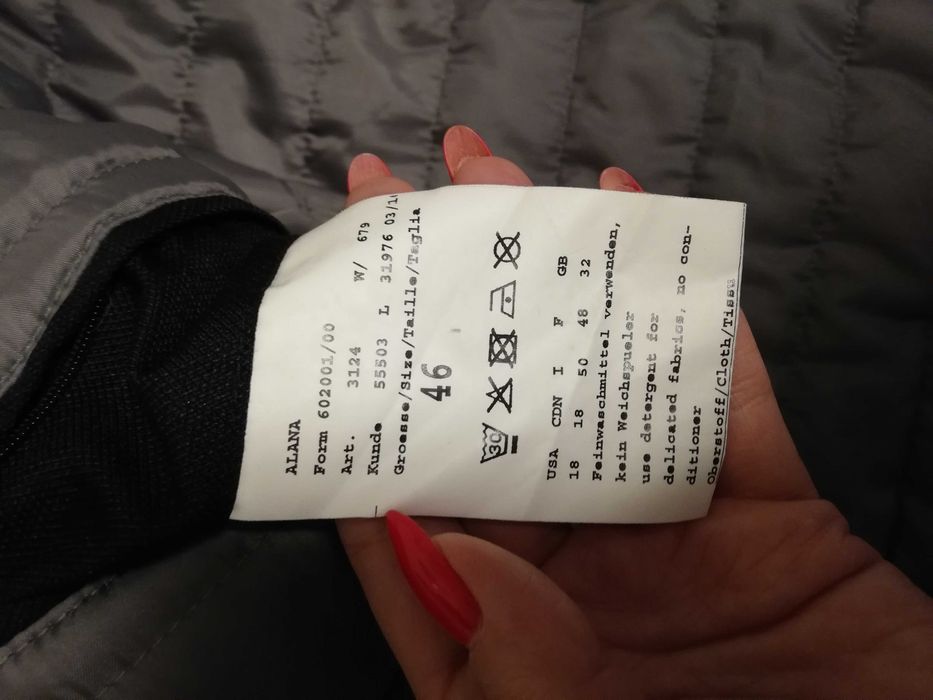 ALANA
Form 602001/00
Art. 3124 W/ 679
Kunde 55503 L 31976 03/1
Groesse/Size/Taille/Taglia
46
30
USA CDN I F GB
18 18 50 48 32
Feinwaschmittel verwenden,
kein Weichspueler
use detergent for
delicated fabrics, no con-
ditioner
Oberstoff/Cloth/Tissu